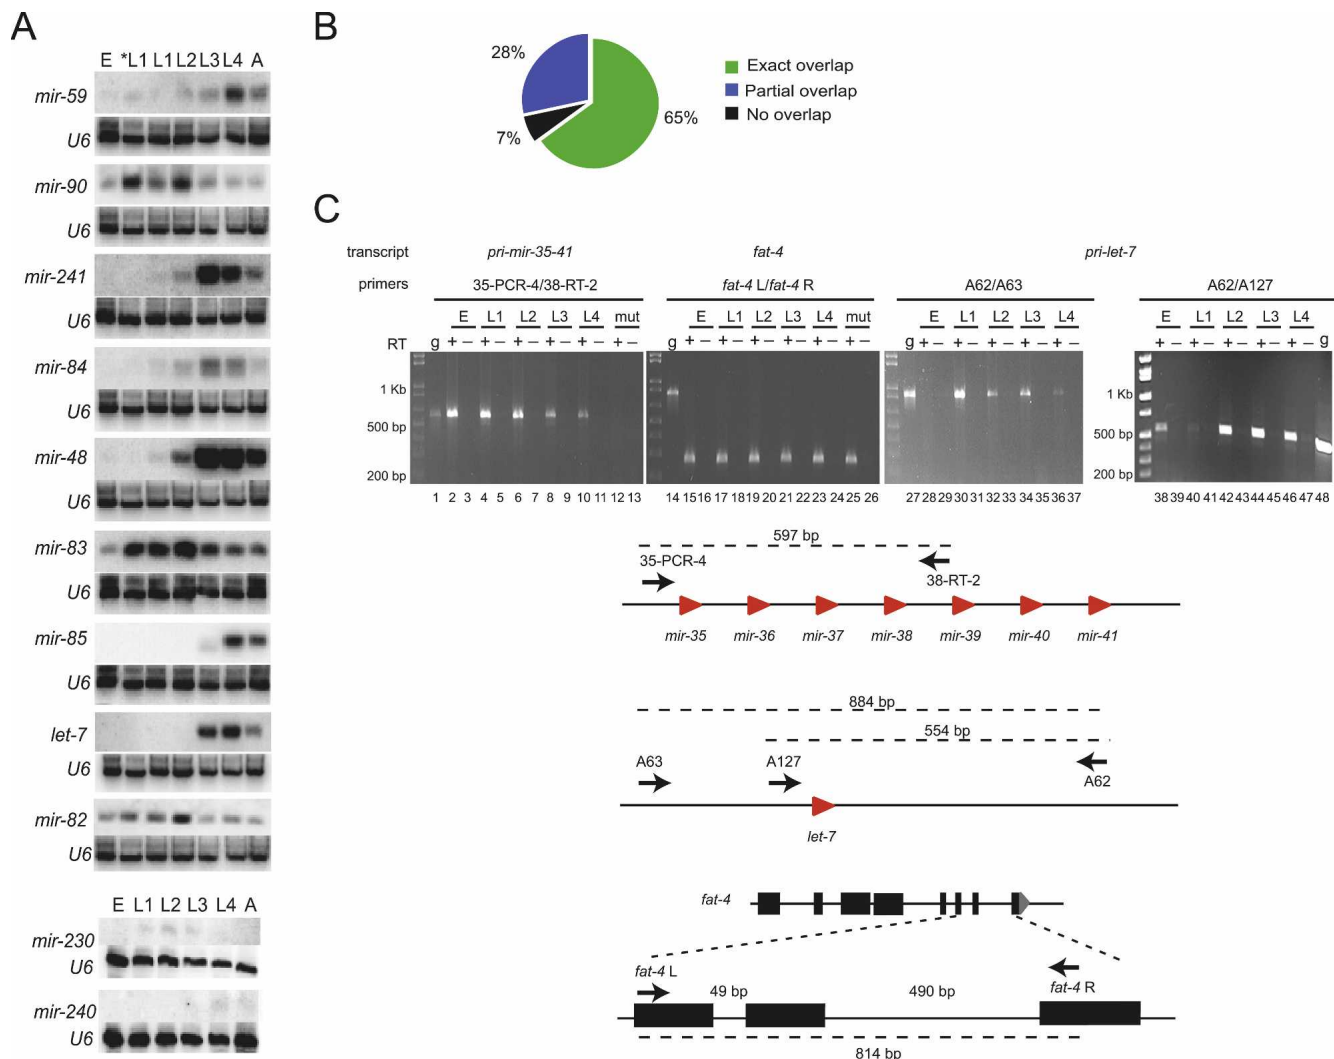 A
E *L1 L1 L2 L3 L4 A
mir-59
U6
mir-90
U6
mir-241
U6
mir-84
U6
mir-48
U6
mir-83
U6
mir-85
U6
let-7
U6
mir-82
U6
E L1 L2 L3 L4 A
mir-230
U6
mir-240
U6
B
28%
7%
65%
Exact overlap
Partial overlap
No overlap
C
transcript pri-mir-35-41 fat-4 pri-let-7
primers 35-PCR-4/38-RT-2 fat-4 L/fat-4 R A62/A63 A62/A127
E L1 L2 L3 L4 mut E L1 L2 L3 L4 mut E L1 L2 L3 L4 E L1 L2 L3 L4
RT g + − + − + − + − + − + − g + − + − + − + − + − + − g + − + − + − + − + − + − + − + − + − + − g
1 Kb
500 bp
200 bp
1 Kb
500 bp
200 bp
1 2 3 4 5 6 7 8 9 10 11 12 13 14 15 16 17 18 19 20 21 22 23 24 25 26 27 28 29 30 31 32 33 34 35 36 37 38 39 40 41 42 43 44 45 46 47 48
597 bp
35-PCR-4
38-RT-2
mir-35 mir-36 mir-37 mir-38 mir-39 mir-40 mir-41
884 bp
554 bp
A63 A127 A62
let-7
fat-4
fat-4 L 49 bp 490 bp fat-4 R
814 bp